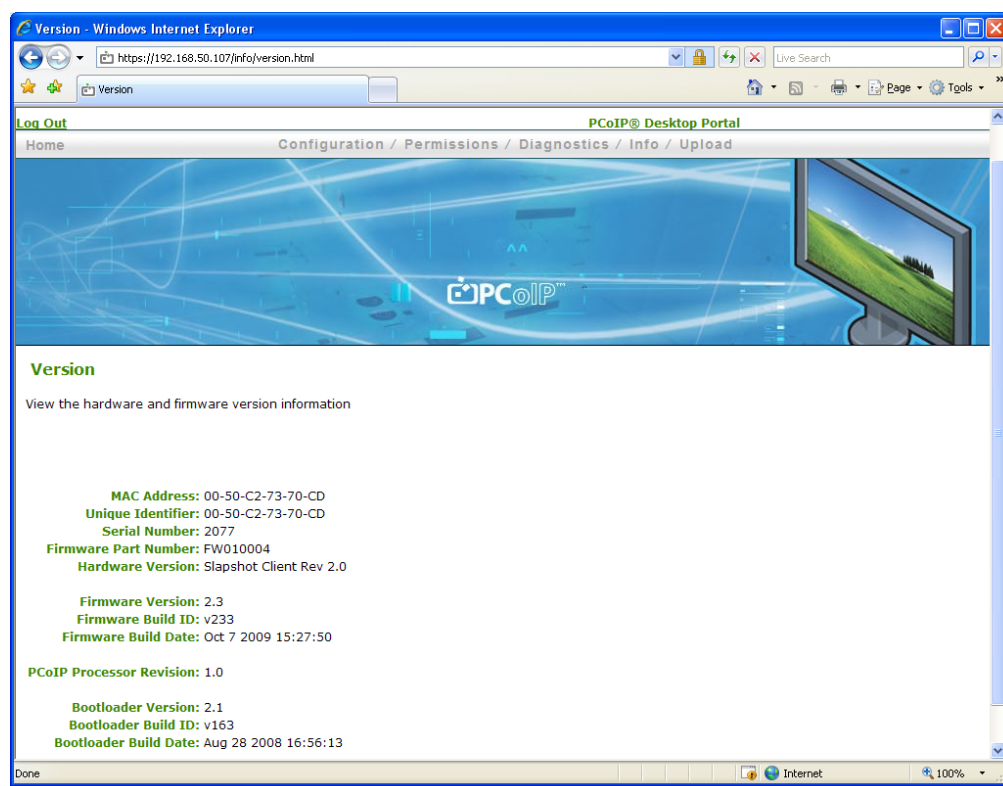 Version - Windows Internet Explorer
https://192.168.50.107/info/version.html
Live Search
Version
Page
Tools
Log Out
PCoIP® Desktop Portal
Home
Configuration / Permissions / Diagnostics / Info / Upload
PCoIP™
Version
View the hardware and firmware version information
MAC Address: 00-50-C2-73-70-CD
Unique Identifier: 00-50-C2-73-70-CD
Serial Number: 2077
Firmware Part Number: FW010004
Hardware Version: Slapshot Client Rev 2.0
Firmware Version: 2.3
Firmware Build ID: v233
Firmware Build Date: Oct 7 2009 15:27:50
PCoIP Processor Revision: 1.0
Bootloader Version: 2.1
Bootloader Build ID: v163
Bootloader Build Date: Aug 28 2008 16:56:13
Done
Internet
100%